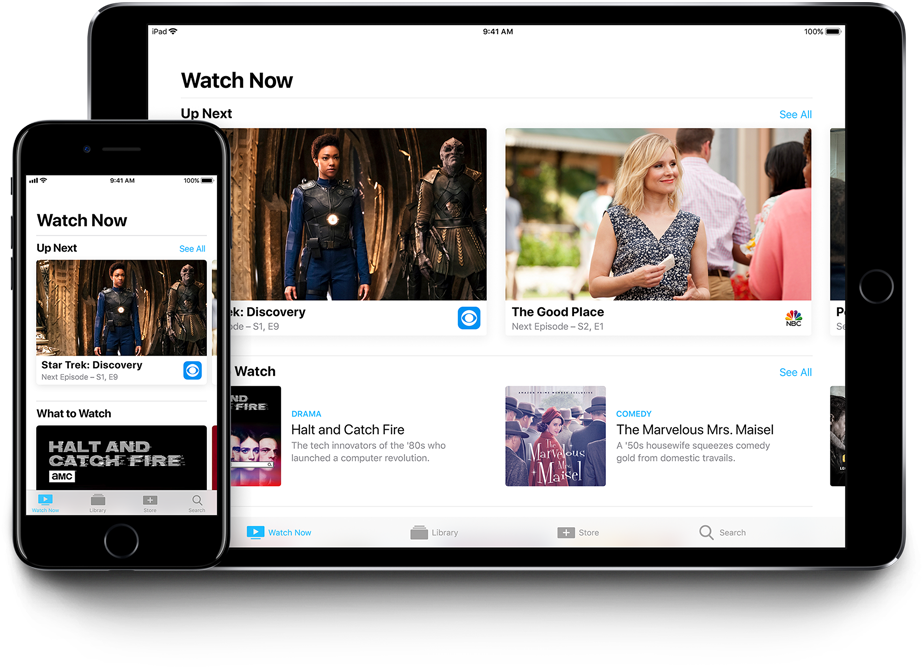 iPad
9:41 AM
100%
Watch Now
Up Next
See All
ek: Discovery
ode – S1, E9
The Good Place
Next Episode – S2, E1
NBC
Watch
See All
ND
FIRE
DRAMA
Halt and Catch Fire
The tech innovators of the '80s who
launched a computer revolution.
AMAZON PRIME WOMEN EXCLUSIVE
The
Marvelous
Mrs.
Maisel
COMEDY
The Marvelous Mrs. Maisel
A '50s housewife squeezes comedy
gold from domestic travails.
Watch Now
Library
Store
Search
9:41 AM
100%
Watch Now
Up Next
See All
Star Trek: Discovery
Next Episode – S1, E9
What to Watch
HALT AND
CATCH FIRE
amc
Watch Now
Library
Store
Search